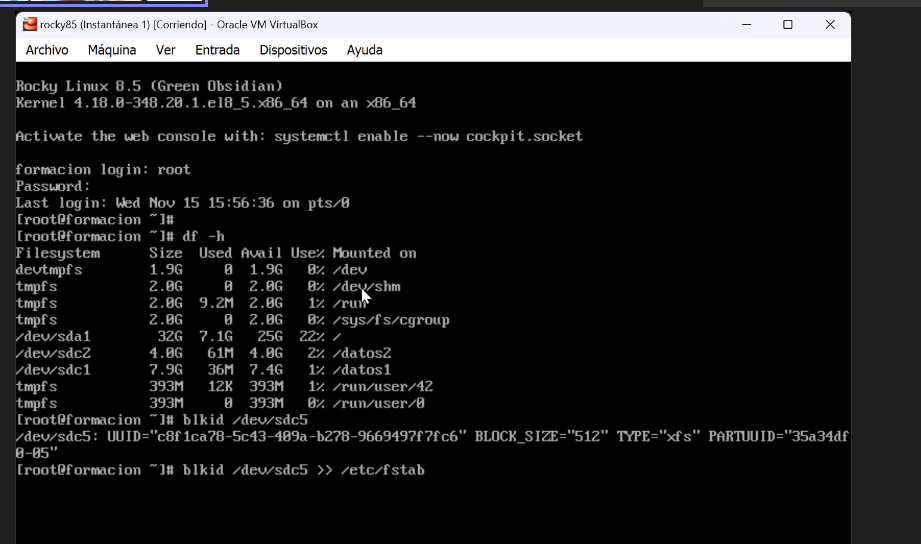 rocky85 (Instantánea 1) [Corriendo] - Oracle VM VirtualBox
Archivo Máquina Ver Entrada Dispositivos Ayuda
Rocky Linux 8.5 (Green Obsidian)
Kernel 4.18.0-348.20.1.el8_5.x86_64 on an x86_64
Activate the web console with: systemctl enable --now cockpit.socket
formacion login: root
Password:
Last login: Wed Nov 15 15:56:36 on pts/0
[root@formacion ~]#
[root@formacion ~]# df -h
Filesystem Size Used Avail Use% Mounted on
devtmpfs 1.9G 0 1.9G 0% /dev
tmpfs 2.0G 0 2.0G 0% /dev/shm
tmpfs 2.0G 9.2M 2.0G 1% /run
tmpfs 2.0G 0 2.0G 0% /sys/fs/cgroup
/dev/sda1 32G 7.1G 25G 22% /
/dev/sdc2 4.0G 61M 4.0G 2% /datos2
/dev/sdc1 7.9G 36M 7.4G 1% /datos1
tmpfs 393M 12K 393M 1% /run/user/42
tmpfs 393M 0 393M 0% /run/user/0
[root@formacion ~]# blkid /dev/sdc5
/dev/sdc5: UUID="c8f1ca78-5c43-409a-b278-9669497f7fc6" BLOCK_SIZE="512" TYPE="xfs" PARTUUID="35a34df
0-05"
[root@formacion ~]# blkid /dev/sdc5 >> /etc/fstab